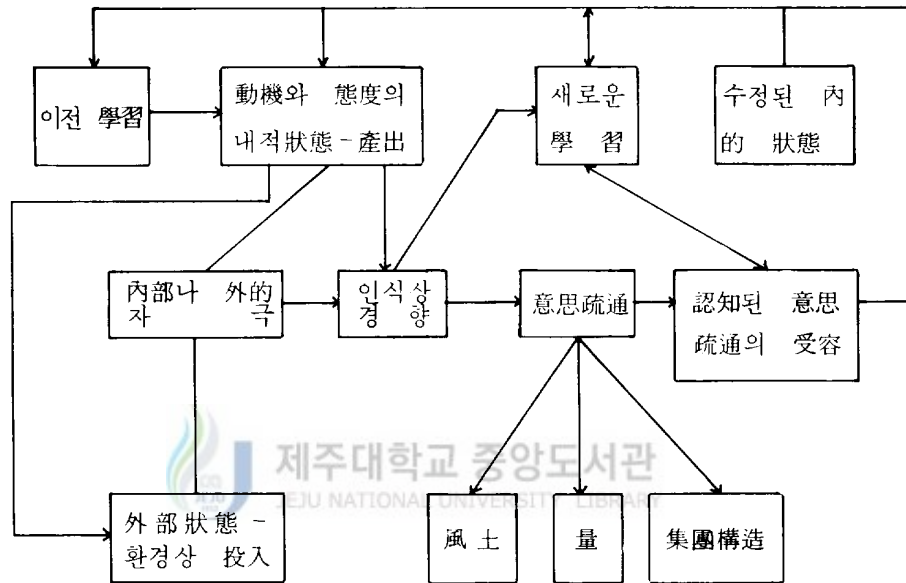 이전 學習
動機와 態度의
내적狀態 - 產出
새로운
學 習
수정된 內
的 狀態
內部나 外的
자 극
인식상
경 향
意思疏通
認知된 意思
疏通의 受容
제주대학교 중앙도서관
JEJU NATIONAL UNIVERSITY LIBRARY
外部狀態 -
환경상 投入
風土
量
集團構造